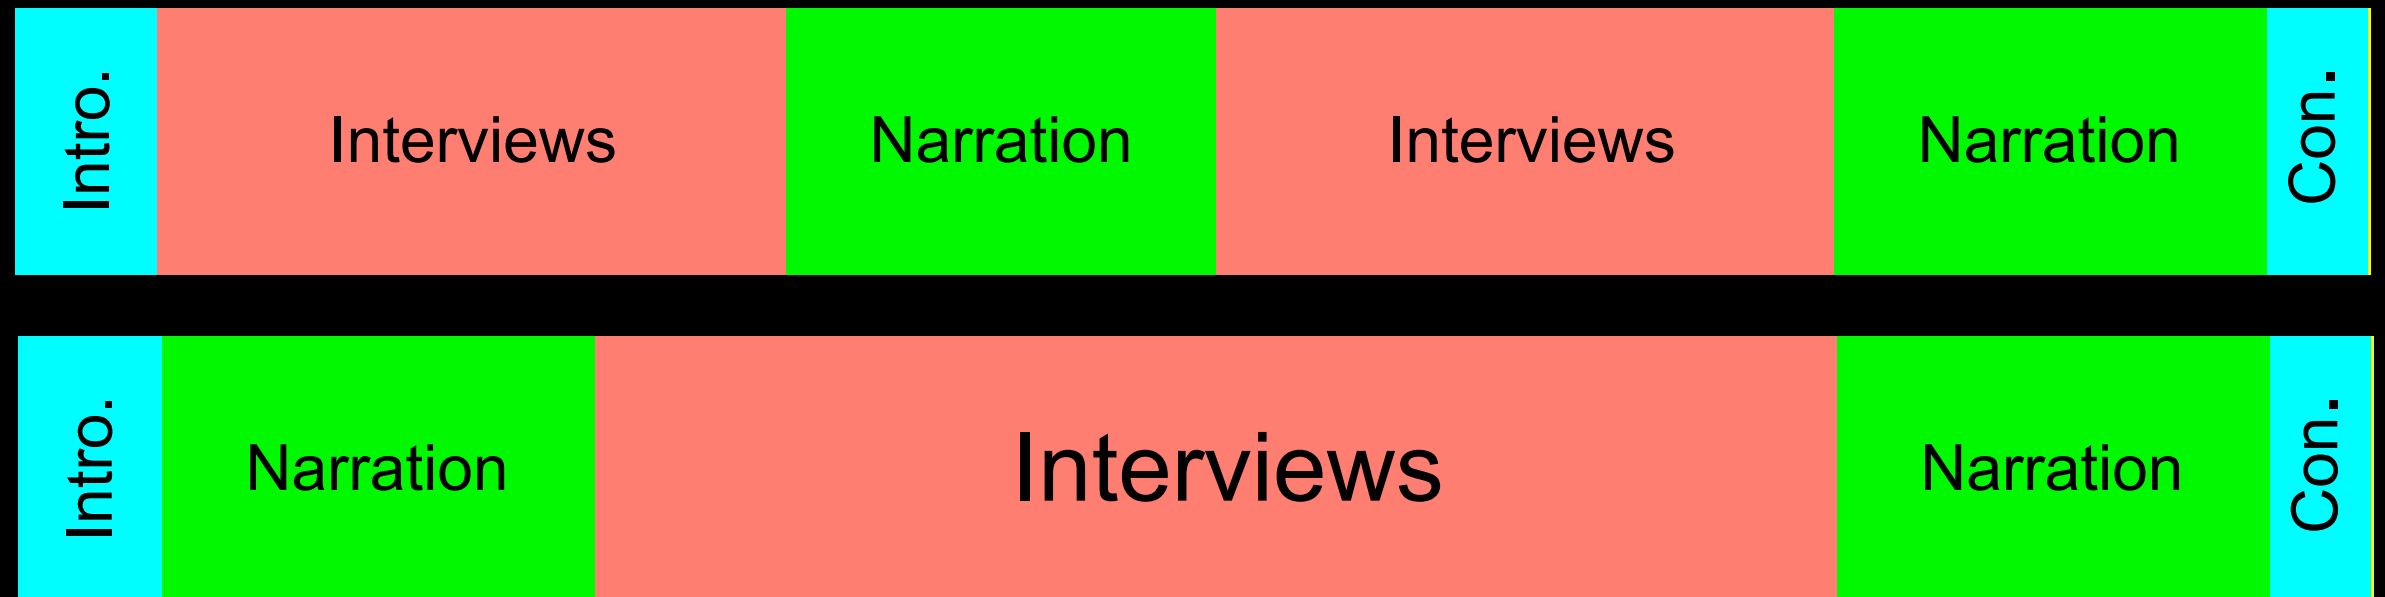 Intro. Interviews Narration Interviews Narration Con.
Intro. Narration Interviews Narration Con.